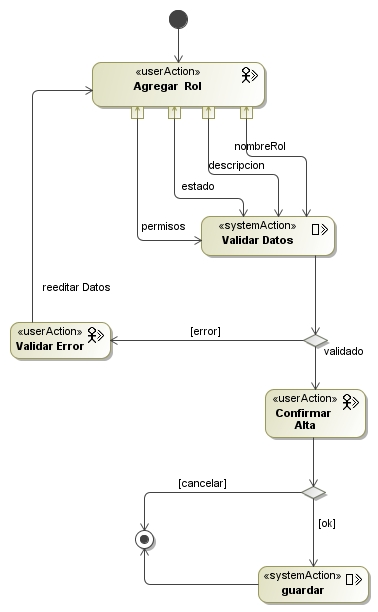 «userAction»
Agregar Rol
nombreRol
descripcion
estado
permisos
«systemAction»
Validar Datos
reeditar Datos
«userAction»
Validar Error
[error]
validado
«userAction»
Confirmar
Alta
[cancelar]
[ok]
«systemAction»
guardar